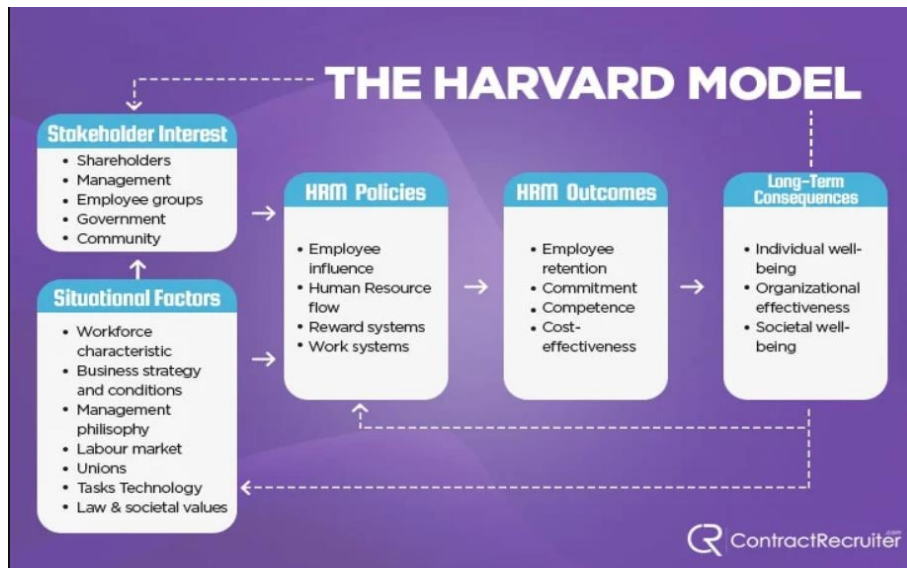 THE HARVARD MODEL
Stakeholder Interest
• Shareholders
• Management
• Employee groups
• Government
• Community
Situational Factors
• Workforce
characteristic
• Business strategy
and conditions
• Management
philisophy
• Labour market
• Unions
• Tasks Technology
• Law & societal values
HRM Policies
• Employee
influence
• Human Resource
flow
• Reward systems
• Work systems
HRM Outcomes
• Employee
retention
• Commitment
• Competence
• Cost-
effectiveness
Long-Term
Consequences
• Individual well-
being
• Organizational
effectiveness
• Societal well-
being
CR ContractRecruiter.com